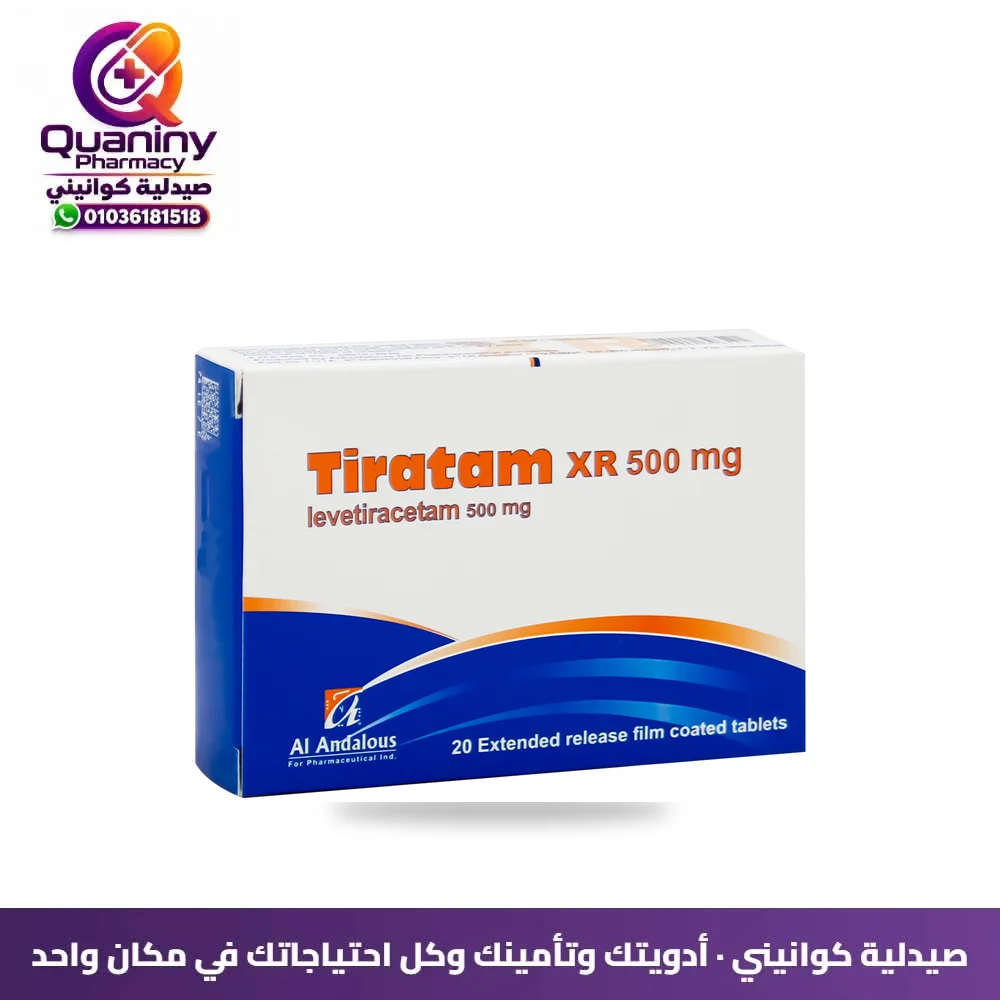 Quaniny
Pharmacy
صيدلية كوانيني
01036181518
Tiratam XR 500 mg
levetiracetam 500 mg
Al Andalous
For Pharmaceutical Ind.
20 Extended release film coated tablets
صيدلية كوانيني · أدويتك وتأمينك وكل احتياجاتك في مكان واحد